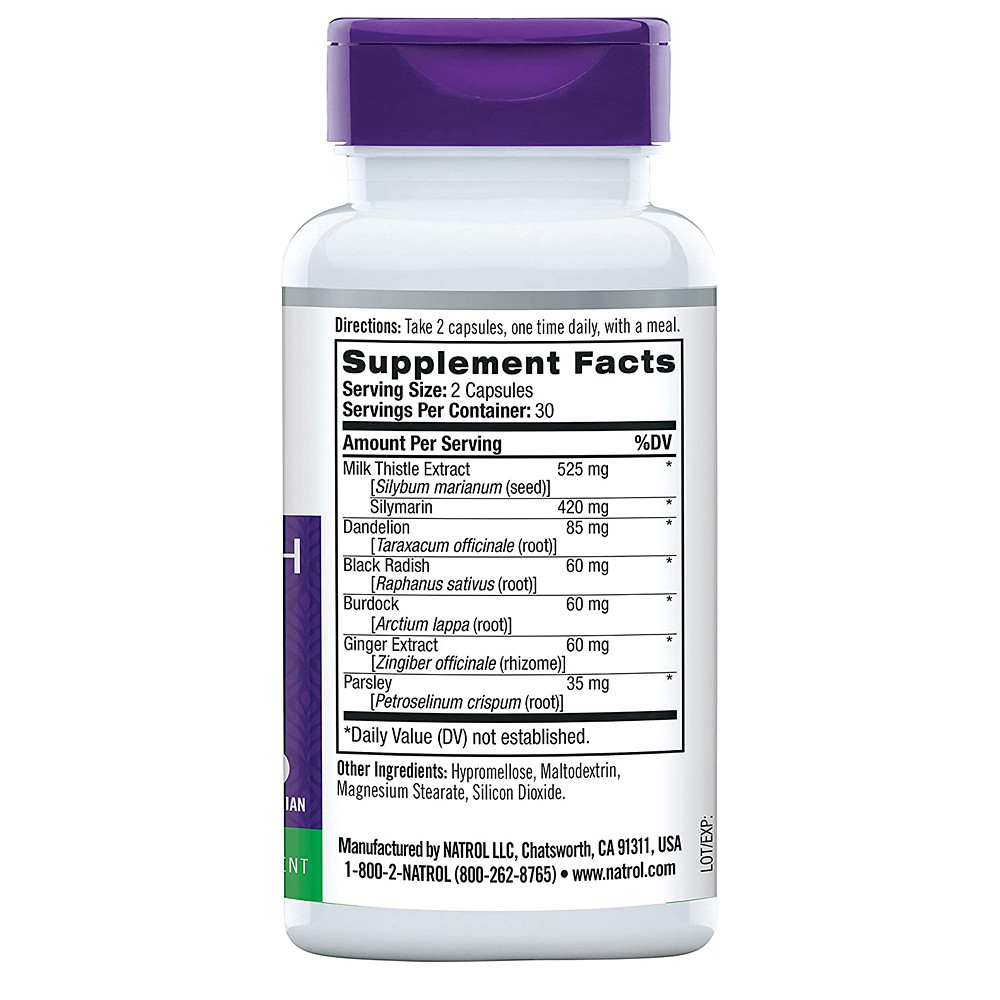 Directions: Take 2 capsules, one time daily, with a meal.
Supplement Facts
Serving Size: 2 Capsules
Servings Per Container: 30
Amount Per Serving %DV
Milk Thistle Extract 525 mg *
[Silybum marianum (seed)]
Silymarin 420 mg *
Dandelion 85 mg *
[Taraxacum officinale (root)]
Black Radish 60 mg *
[Raphanus sativus (root)]
Burdock 60 mg *
[Arctium lappa (root)]
Ginger Extract 60 mg *
[Zingiber officinale (rhizome)]
Parsley 35 mg *
[Petroselinum crispum (root)]
*Daily Value (DV) not established.
Other Ingredients: Hypromellose, Maltodextrin,
Magnesium Stearate, Silicon Dioxide.
Manufactured by NATROL LLC, Chatsworth, CA 91311, USA
1-800-2-NATROL (800-262-8765) • www.natrol.com
LOT/EXP:
H
IAN
ENT